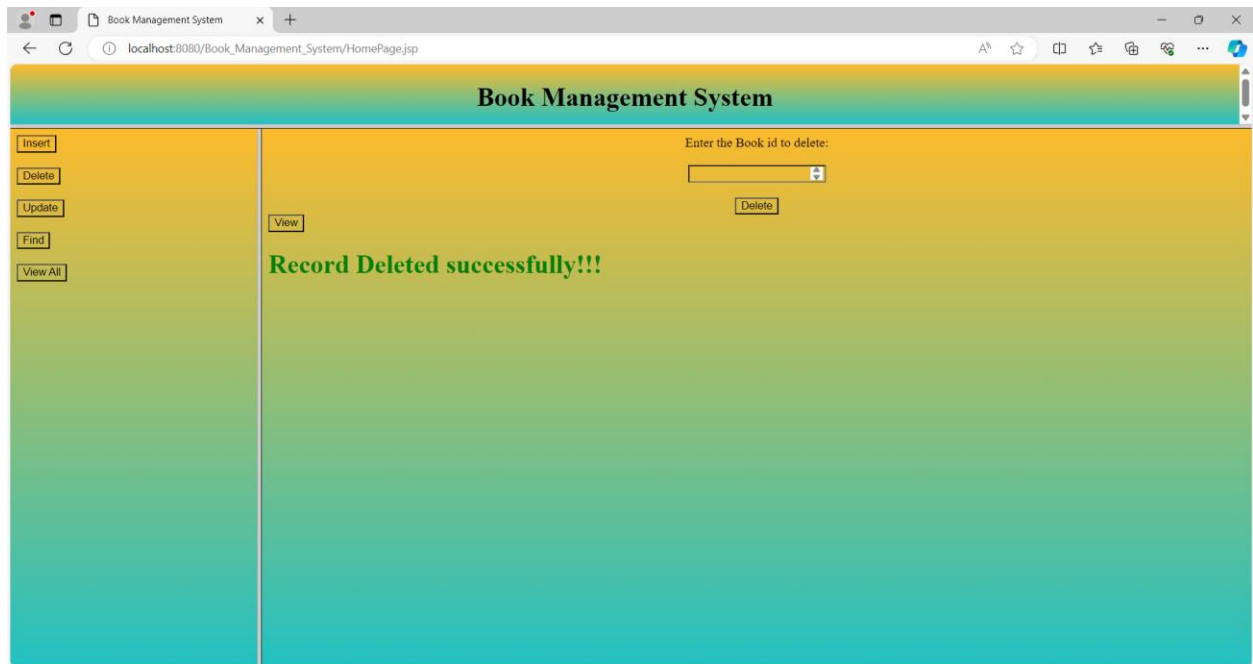 Book Management System
localhost:8080/Book_Management_System/HomePage.jsp
Book Management System
Insert
Delete
Update
Find
View All
Enter the Book id to delete:
Delete
View
Record Deleted successfully!!!